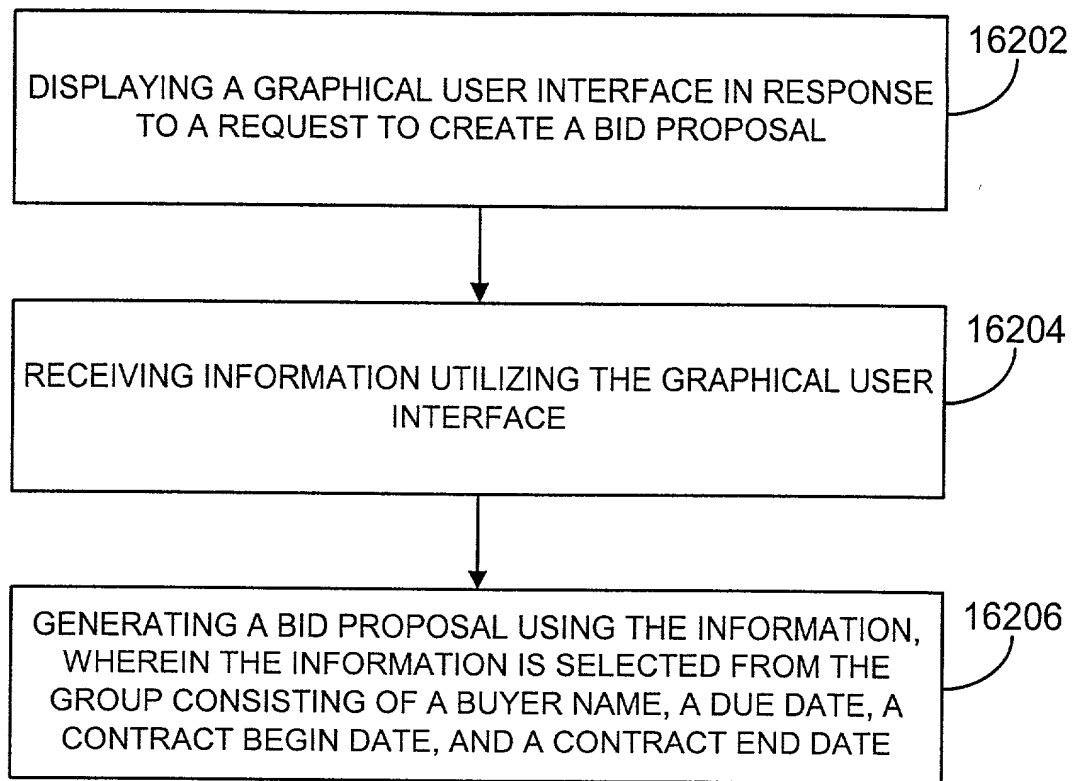 16202
DISPLAYING A GRAPHICAL USER INTERFACE IN RESPONSE
TO A REQUEST TO CREATE A BID PROPOSAL
16204
RECEIVING INFORMATION UTILIZING THE GRAPHICAL USER
INTERFACE
16206
GENERATING A BID PROPOSAL USING THE INFORMATION,
WHEREIN THE INFORMATION IS SELECTED FROM THE
GROUP CONSISTING OF A BUYER NAME, A DUE DATE, A
CONTRACT BEGIN DATE, AND A CONTRACT END DATE